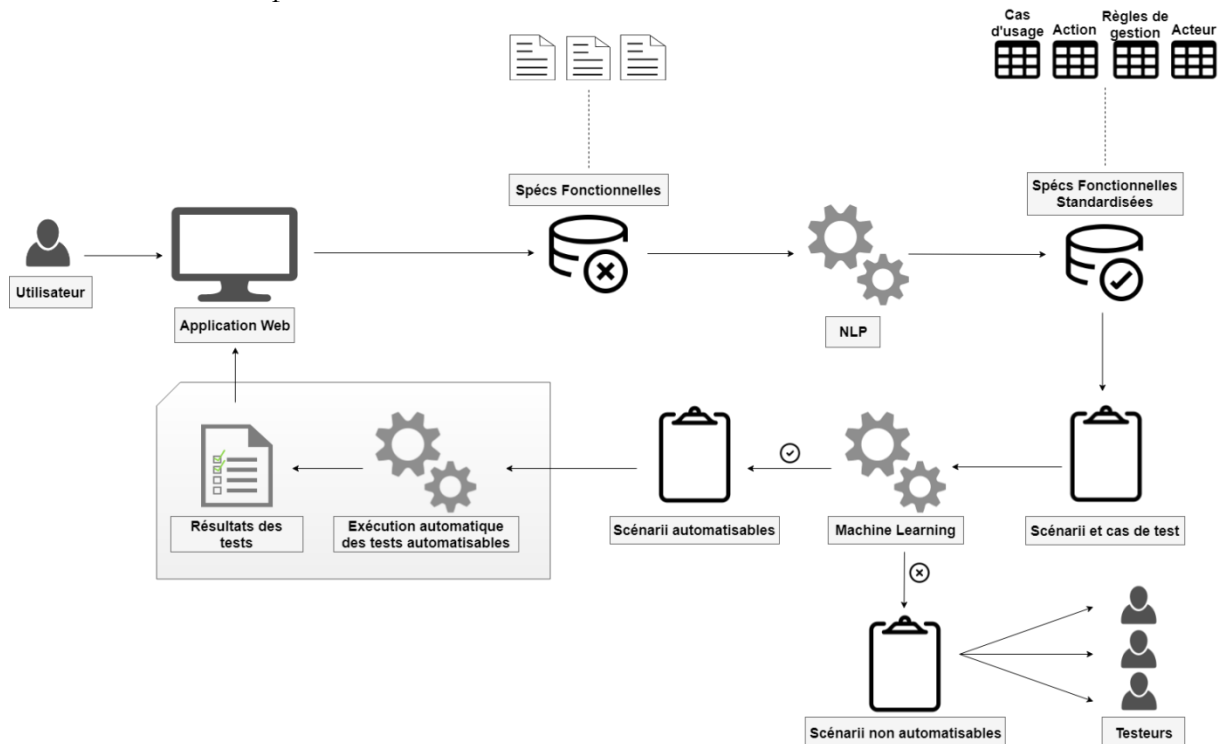 Cas
d'usage
Action
Règles de
gestion
Acteur
Spécs Fonctionnelles
Spécs Fonctionnelles
Standardisées
Utilisateur
Application Web
NLP
Résultats des
tests
Exécution automatique
des tests automatisables
Scénarii automatisables
Machine Learning
Scénarii et cas de test
Scénarii non automatisables
Testeurs